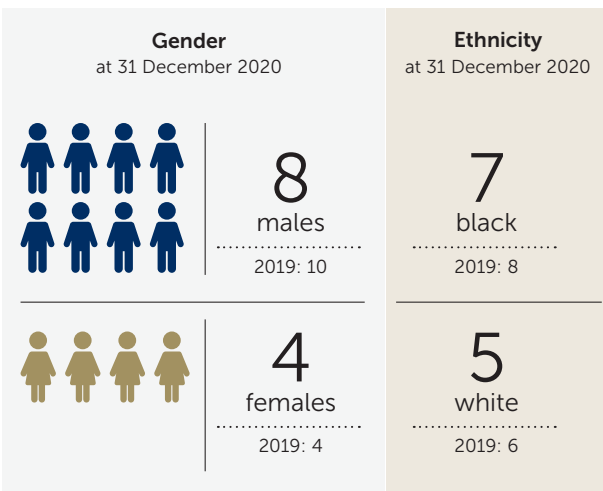 Gender
at 31 December 2020
8
males
2019: 10
4
females
2019: 4
Ethnicity
at 31 December 2020
7
black
2019: 8
5
white
2019: 6